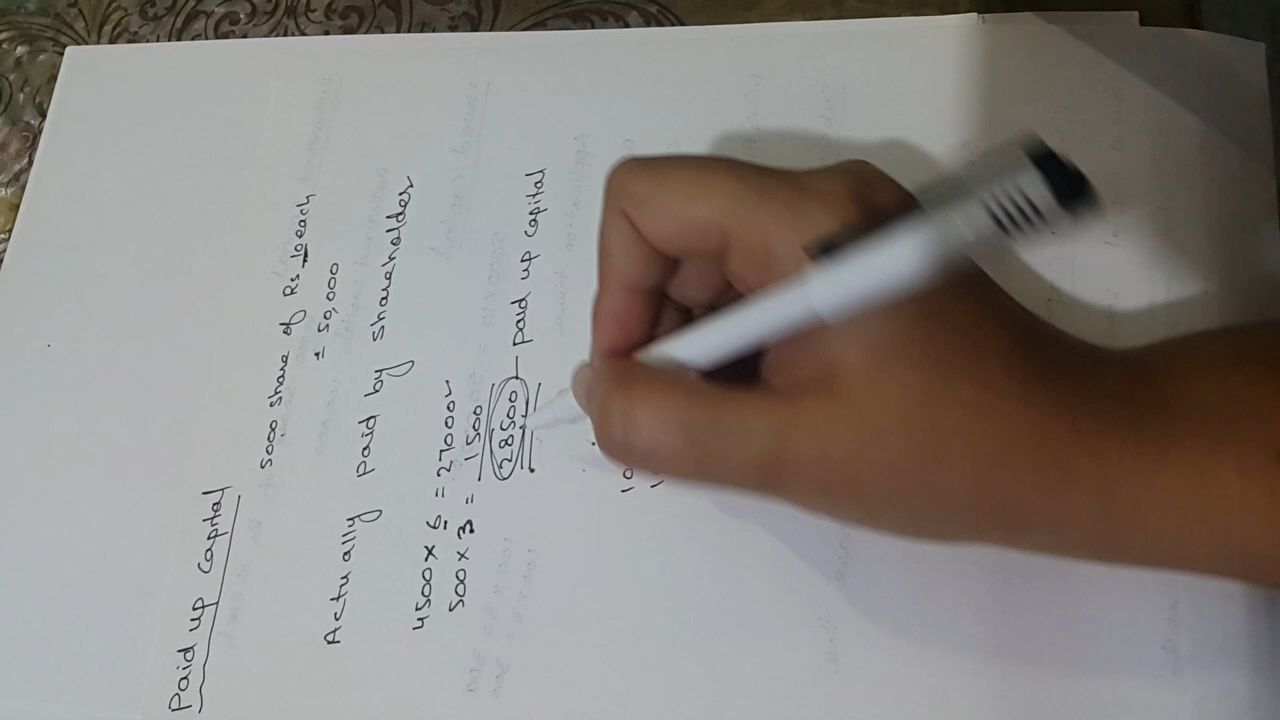 Paid up capital
5000 share of Rs 10 each
= 50,000
Actually paid by shareholders
4500 × 6 = 27000
500 × 3 = 1500
28500 — paid up capital